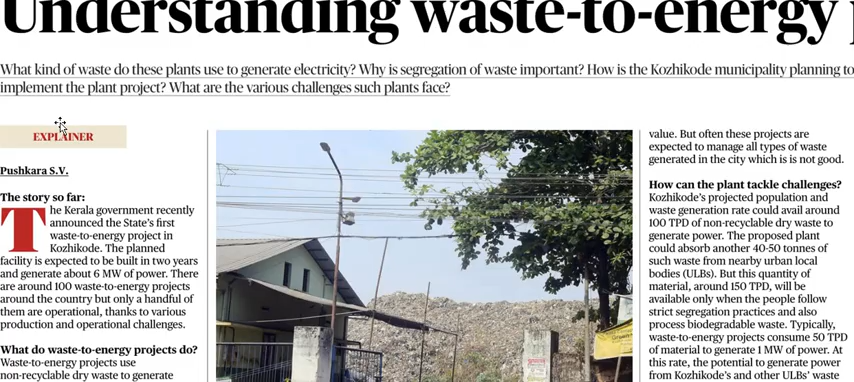 Understanding waste-to-energy
What kind of waste do these plants use to generate electricity? Why is segregation of waste important? How is the Kozhikode municipality planning to
implement the plant project? What are the various challenges such plants face?
EXPLAINER
Pushkara S.V.
The story so far:
The Kerala government recently
announced the State's first
waste-to-energy project in
Kozhikode. The planned
facility is expected to be built in two years
and generate about 6 MW of power. There
are around 100 waste-to-energy projects
around the country but only a handful of
them are operational, thanks to various
production and operational challenges.
What do waste-to-energy projects do?
Waste-to-energy projects use
non-recyclable dry waste to generate
value. But often these projects are
expected to manage all types of waste
generated in the city which is is not good.
How can the plant tackle challenges?
Kozhikode's projected population and
waste generation rate could avail around
100 TPD of non-recyclable dry waste to
generate power. The proposed plant
could absorb another 40-50 tonnes of
such waste from nearby urban local
bodies (ULBs). But this quantity of
material, around 150 TPD, will be
available only when the people follow
strict segregation practices and also
process biodegradable waste. Typically,
waste-to-energy projects consume 50 TPD
of material to generate 1 MW of power. At
this rate, the potential to generate power
from Kozhikode's and other ULBs' waste